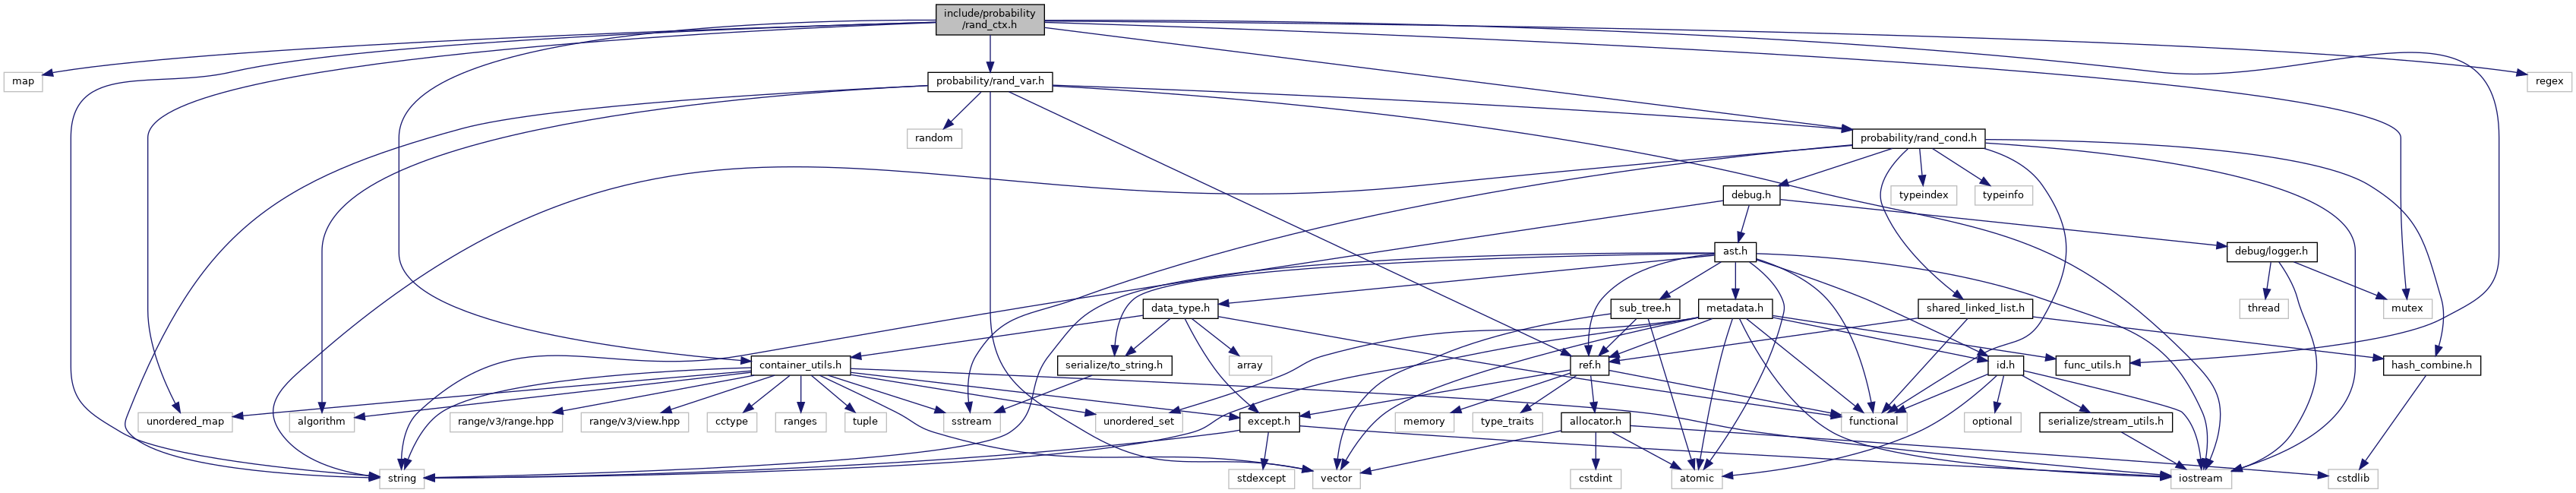 include/probability
/rand_ctx.h
map
probability/rand_var.h
regex
random
probability/rand_cond.h
debug.h
typeindex
typeinfo
ast.h
debug/logger.h
data_type.h
sub_tree.h
metadata.h
shared_linked_list.h
thread
mutex
container_utils.h
serialize/to_string.h
array
ref.h
id.h
func_utils.h
hash_combine.h
unordered_map
algorithm
range/v3/range.hpp
range/v3/view.hpp
cctype
ranges
tuple
sstream
unordered_set
except.h
memory
type_traits
allocator.h
functional
optional
serialize/stream_utils.h
string
stdexcept
vector
cstdint
atomic
iostream
cstdlib